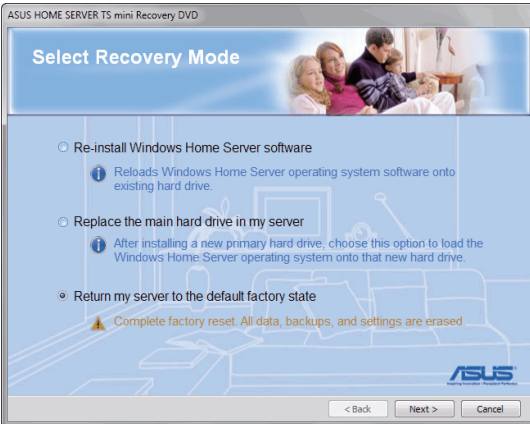 ASUS HOME SERVER TS mini Recovery DVD
Select Recovery Mode
Re-install Windows Home Server software
Reloads Windows Home Server operating system software onto
existing hard drive.
Replace the main hard drive in my server
After installing a new primary hard drive, choose this option to load the
Windows Home Server operating system onto that new hard drive.
Return my server to the default factory state
Complete factory reset. All data, backups, and settings are erased
ASUS
Inspiring Innovation • Persistent Perfection
< Back
Next >
Cancel